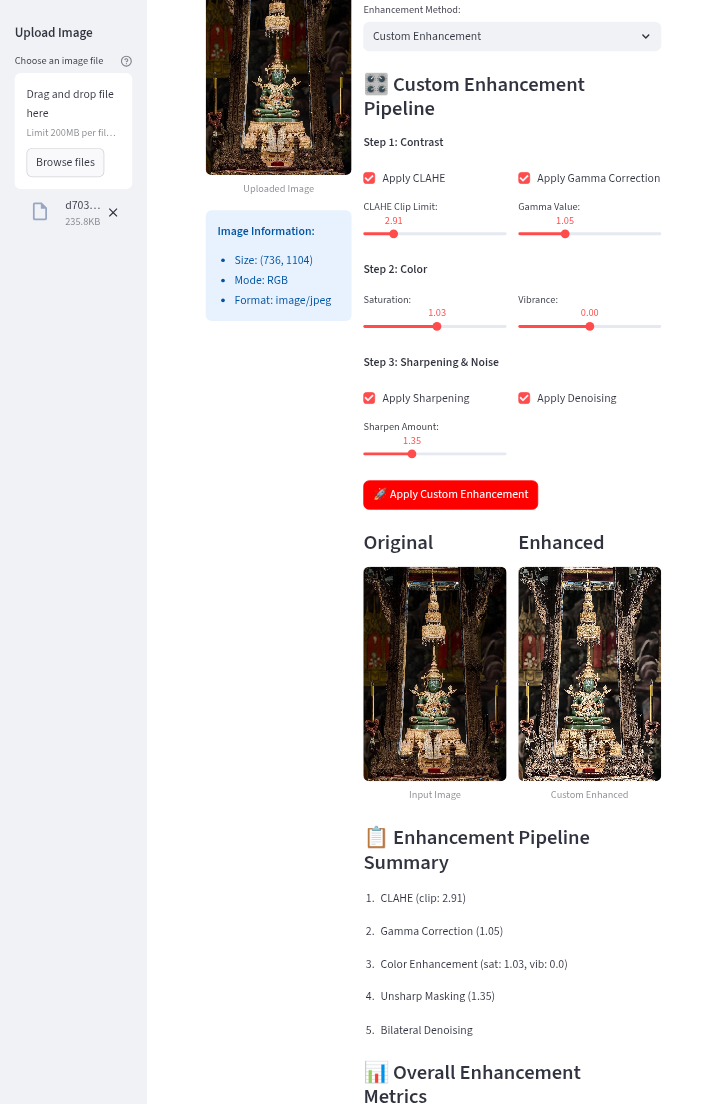 Upload Image
Choose an image file
Drag and drop file
here
Limit 200MB per fil...
Browse files
d703...
235.8KB
Uploaded Image
Image Information:
• Size: (736, 1104)
• Mode: RGB
• Format: image/jpeg
Enhancement Method:
Custom Enhancement
🎛️ Custom Enhancement
Pipeline
Step 1: Contrast
Apply CLAHE
Apply Gamma Correction
CLAHE Clip Limit:
2.91
Gamma Value:
1.05
Step 2: Color
Saturation:
1.03
Vibrance:
0.00
Step 3: Sharpening & Noise
Apply Sharpening
Apply Denoising
Sharpen Amount:
1.35
🚀 Apply Custom Enhancement
Original
Enhanced
Input Image
Custom Enhanced
📋 Enhancement Pipeline
Summary
1. CLAHE (clip: 2.91)
2. Gamma Correction (1.05)
3. Color Enhancement (sat: 1.03, vib: 0.0)
4. Unsharp Masking (1.35)
5. Bilateral Denoising
📊 Overall Enhancement
Metrics